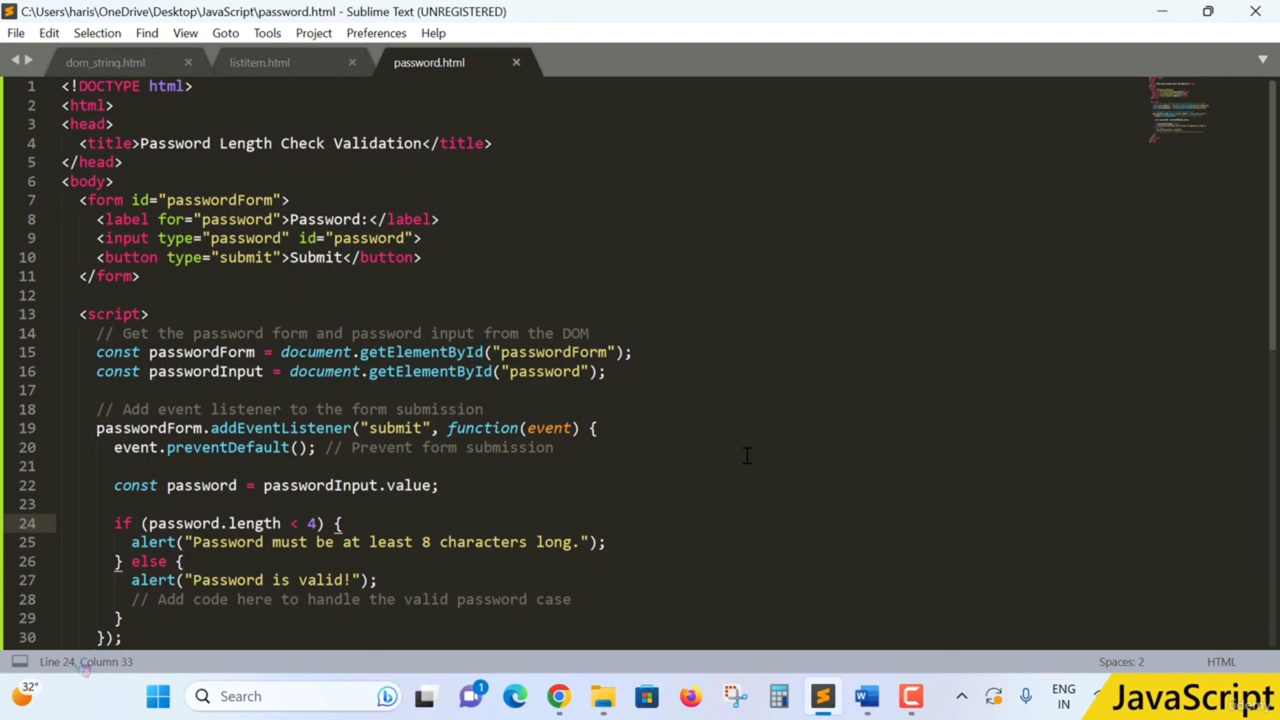 C:\Users\haris\OneDrive\Desktop\JavaScript\password.html - Sublime Text (UNREGISTERED)
File Edit Selection Find View Goto Tools Project Preferences Help
dom_string.html listitem.html password.html
1 <!DOCTYPE html>
2 <html>
3 <head>
4 <title>Password Length Check Validation</title>
5 </head>
6 <body>
7 <form id="passwordForm">
8 <label for="password">Password:</label>
9 <input type="password" id="password">
10 <button type="submit">Submit</button>
11 </form>
12
13 <script>
14 // Get the password form and password input from the DOM
15 const passwordForm = document.getElementById("passwordForm");
16 const passwordInput = document.getElementById("password");
17
18 // Add event listener to the form submission
19 passwordForm.addEventListener("submit", function(event) {
20 event.preventDefault(); // Prevent form submission
21
22 const password = passwordInput.value;
23
24 if (password.length < 4) {
25 alert("Password must be at least 8 characters long.");
26 } else {
27 alert("Password is valid!");
28 // Add code here to handle the valid password case
29 }
30 });
Line 24, Column 33 Spaces: 2 HTML
32° Search 1 ENG
IN
JavaScript